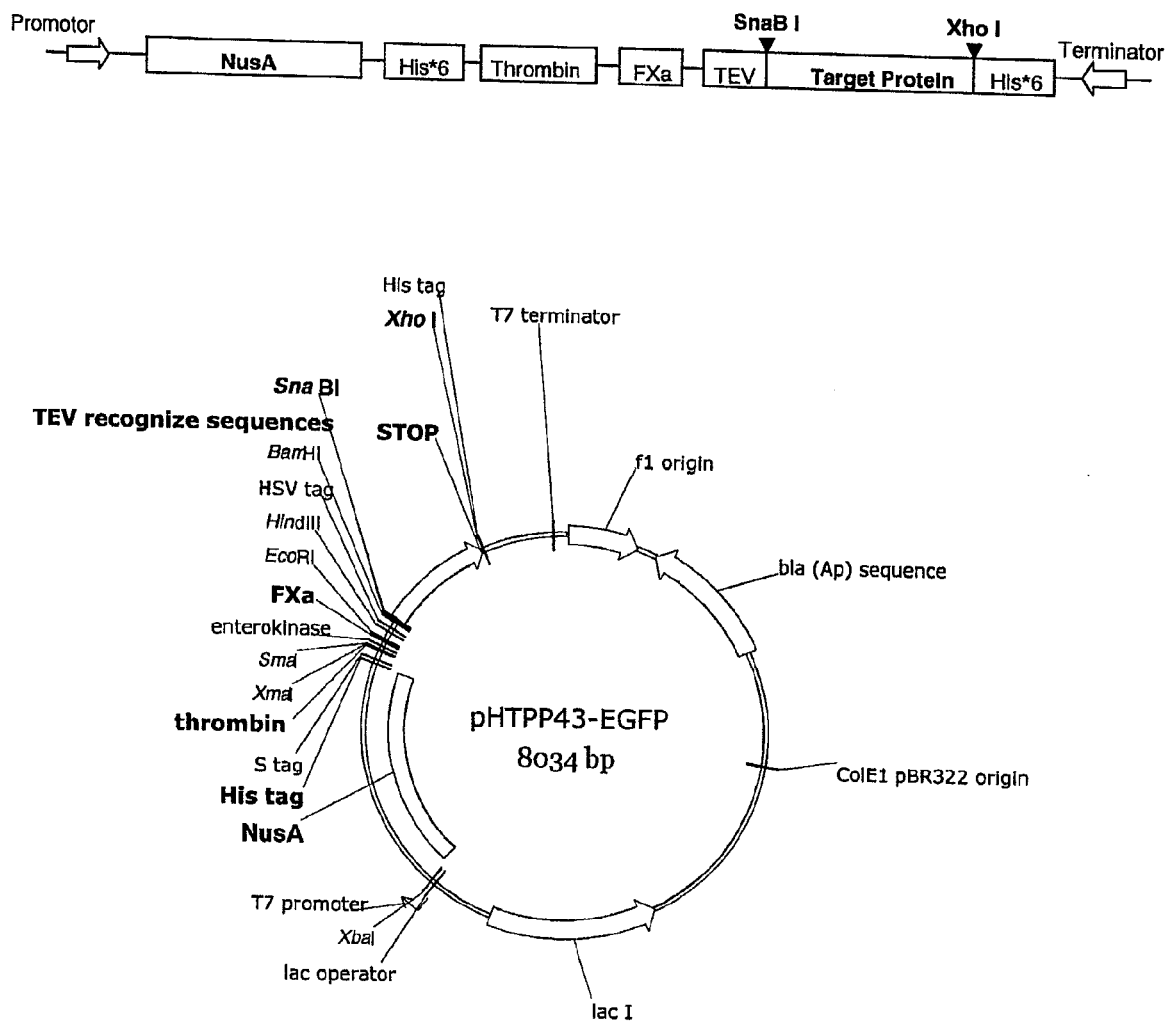 Promotor
NusA
His*6
Thrombin
FXa
TEV
SnaB I
Target Protein
Xho I
His*6
Terminator
His tag
Xho I
T7 terminator
Sna BI
TEV recognize sequences
STOP
BamHI
f1 origin
HSV tag
HindIII
EcoRI
bla (Ap) sequence
FXa
enterokinase
SmaI
XmaI
thrombin
pHTPP43-EGFP
8034 bp
S tag
ColE1 pBR322 origin
His tag
NusA
T7 promoter
XbaI
lac operator
lac I